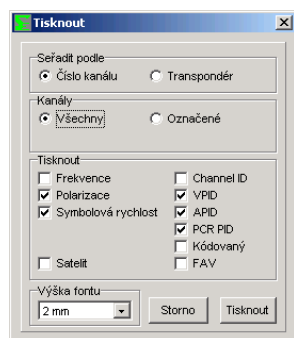 Tisknout
Seřadit podle
Číslo kanálu
Transpondér
Kanály
Všechny
Označené
Tisknout
Frekvence
Channel ID
Polarizace
VPID
Symbolová rychlost
APID
PCR PID
Kódovaný
Satelit
FAV
Výška fontu
2 mm
Storno
Tisknout